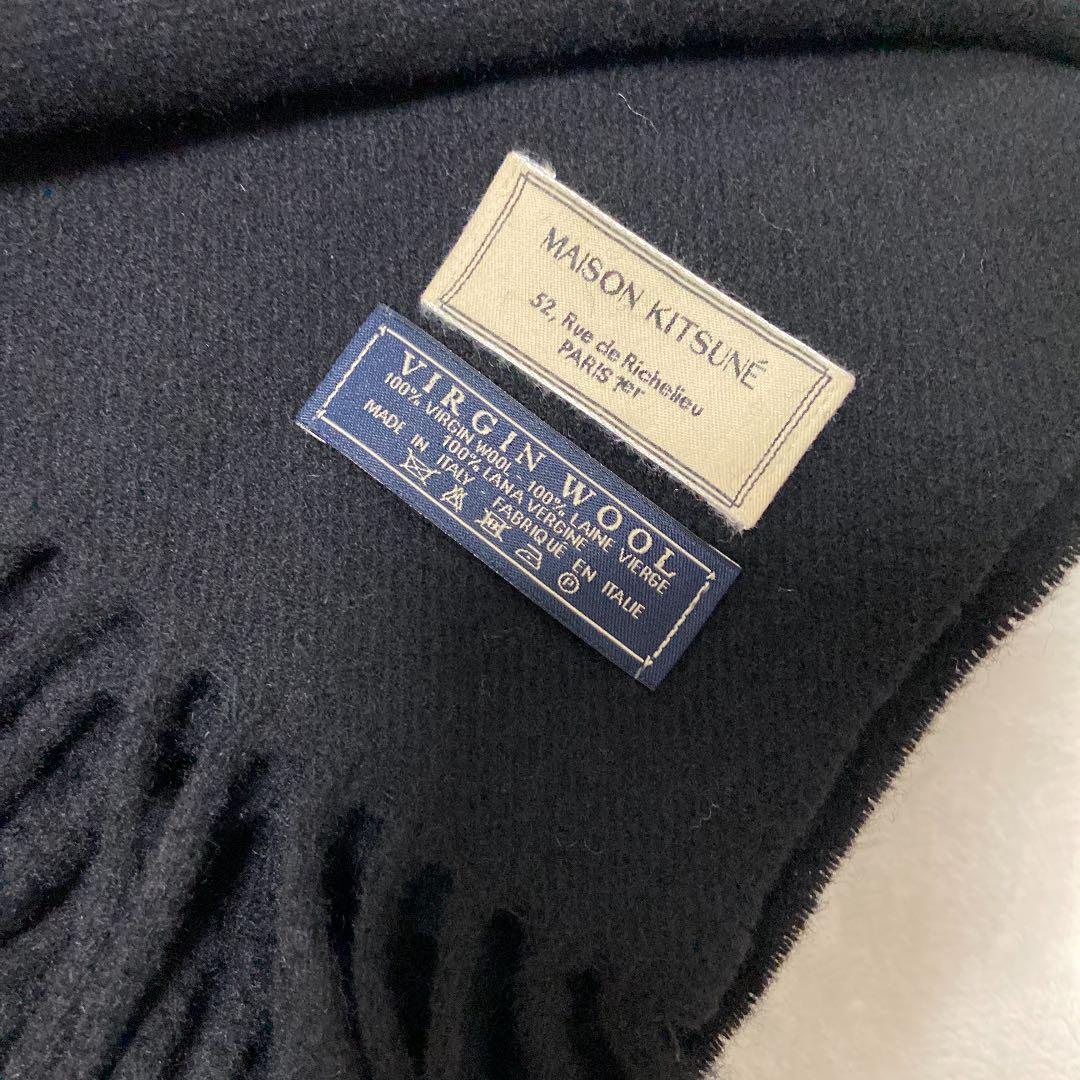 MAISON KITSUNÉ
52, Rue de Richelieu
PARIS 1er
VIRGIN WOOL
100% VIRGIN WOOL 100% LAINE VIERGE
100% LANA VERGINE
MADE IN ITALY - FABRIQUÉ EN ITALIE
P